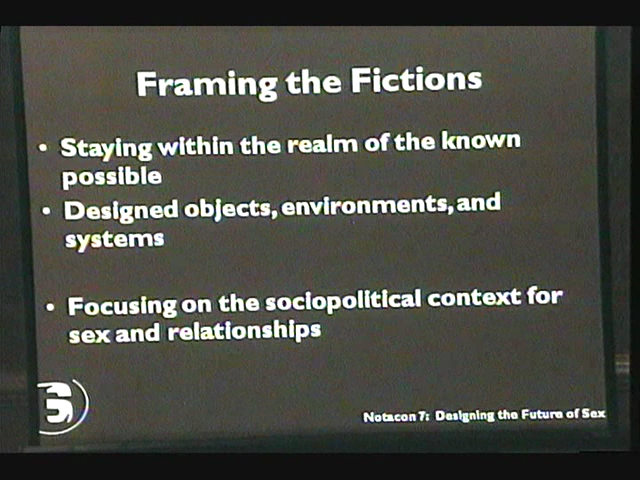 Framing the Fictions
• Staying within the realm of the known
possible
• Designed objects, environments, and
systems
• Focusing on the sociopolitical context for
sex and relationships
Notacon 7: Designing the Future of Sex